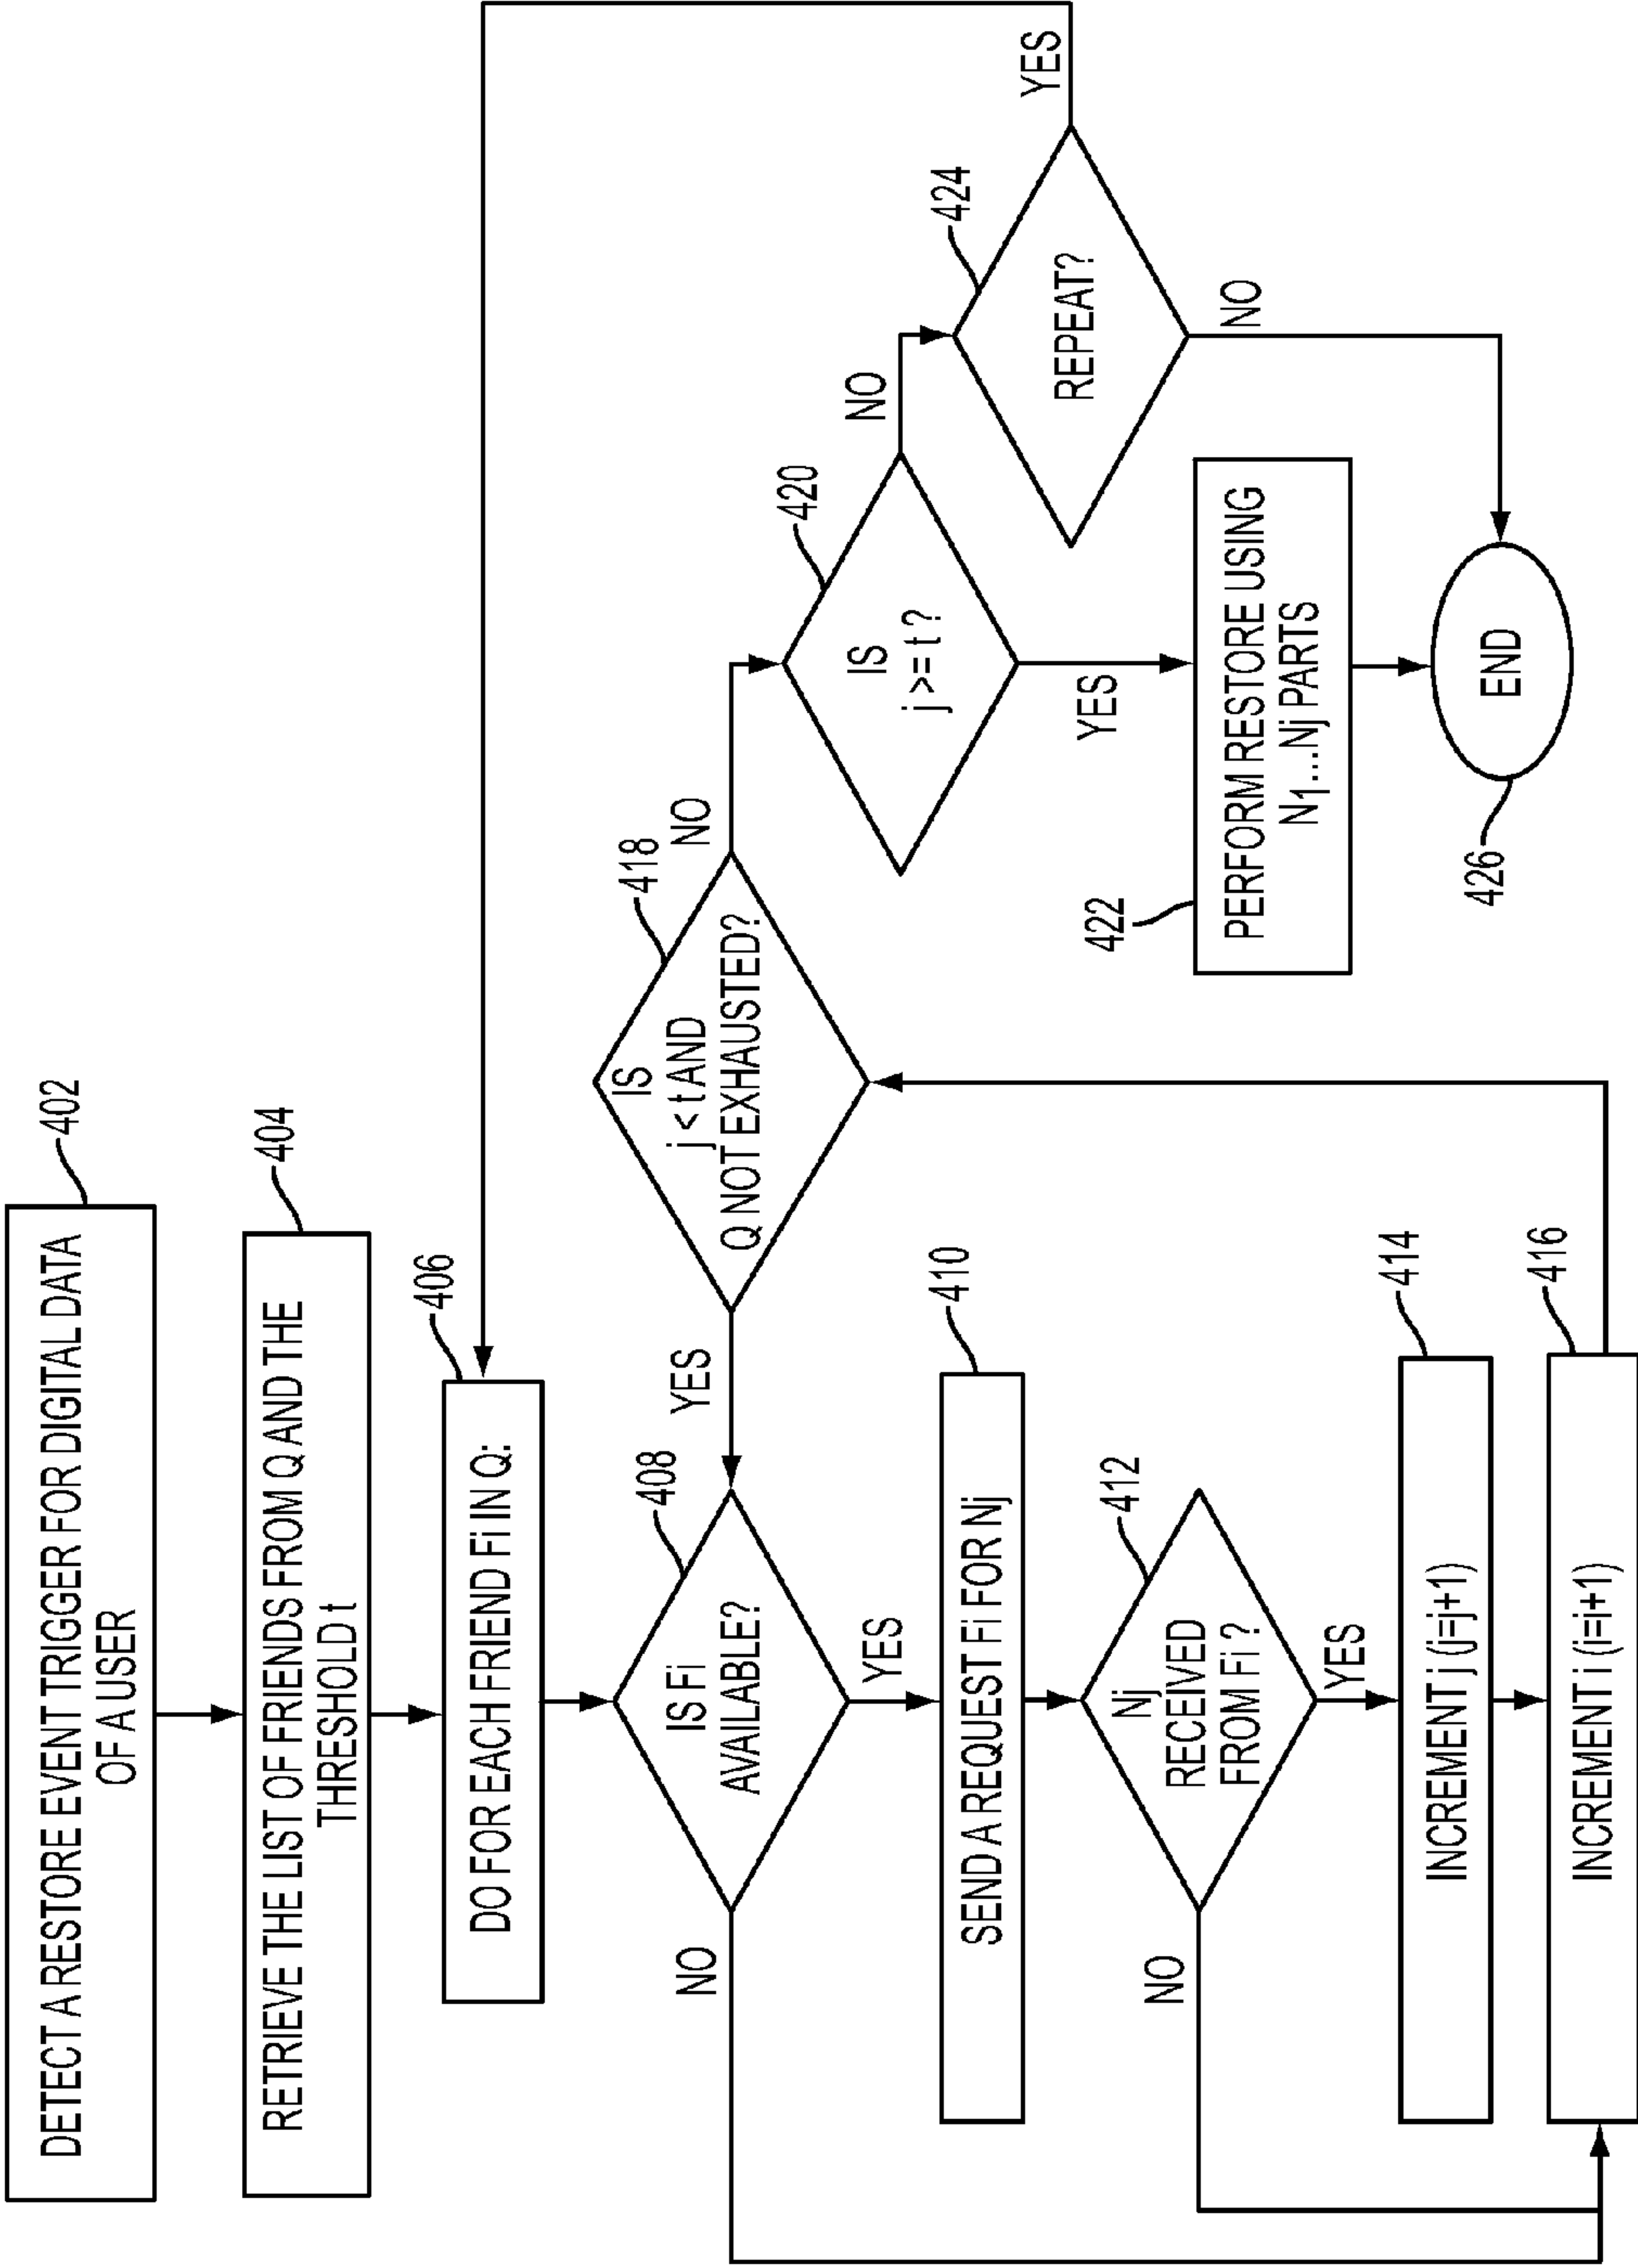 DETECT A RESTORE EVENT TRIGGER FOR DIGITAL DATA
OF A USER
402
RETRIEVE THE LIST OF FRIENDS FROM Q AND THE
THRESHOLD t
404
DO FOR EACH FRIEND Fi IN Q:
406
IS Fi
AVAILABLE?
408
NO
YES
SEND A REQUEST Fi FOR Nj
410
Nj
RECEIVED
FROM Fi ?
412
NO
YES
INCREMENT j (j=j+1)
414
INCREMENT i (i=i+1)
416
IS
j < t AND
Q NOT EXHAUSTED?
418
YES
NO
IS
j >= t ?
420
NO
YES
PERFORM RESTORE USING
N1...Nj PARTS
422
REPEAT?
424
YES
NO
END
426